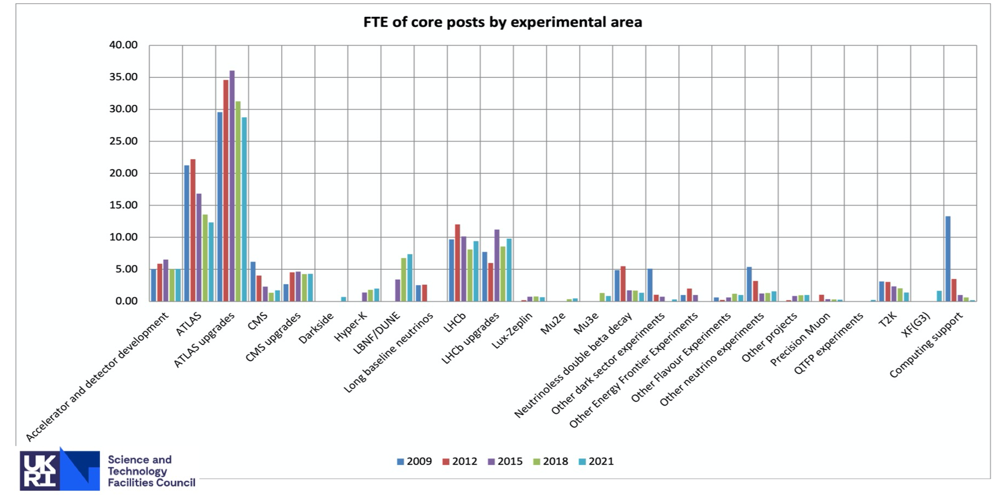 FTE of core posts by experimental area
40.00
35.00
30.00
25.00
20.00
15.00
10.00
5.00
0.00
Accelerator and detector development
ATLAS
ATLAS upgrades
CMS
CMS upgrades
Darkside
Hyper-K
LBNF/DUNE
Long baseline neutrinos
LHCb
LHCb upgrades
Lux-Zeplin
Mu2e
Mu3e
Neutrinoless double beta decay
Other dark sector experiments
Other Energy Frontier Experiments
Other Flavour Experiments
Other neutrino experiments
Other projects
Precision Muon
QTFP experiments
T2K
XF(G3)
Computing support
2009 2012 2015 2018 2021
UK
RI
Science and
Technology
Facilities Council